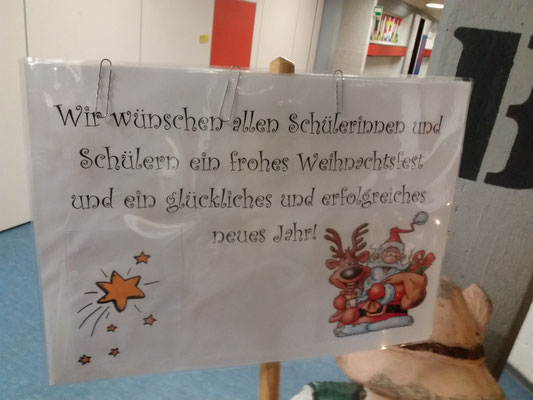 Wir wünschen allen Schülerinnen und
Schülern ein frohes Weihnachtsfest
und ein glückliches und erfolgreiches
neues Jahr!